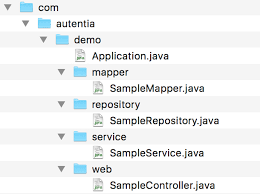 com
autentia
demo
Application.java
mapper
SampleMapper.java
repository
SampleRepository.java
service
SampleService.java
web
SampleController.java